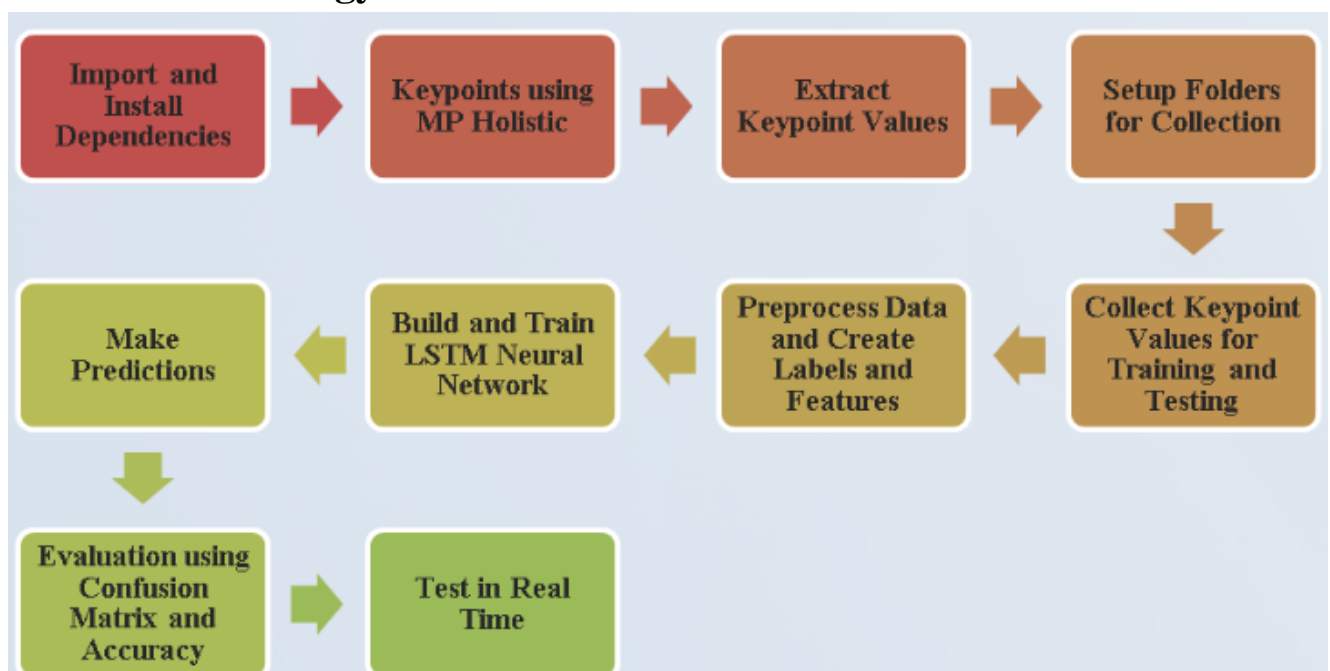 Import and
Install
Dependencies
Keypoints using
MP Holistic
Extract
Keypoint Values
Setup Folders
for Collection
Collect Keypoint
Values for
Training and
Testing
Preprocess Data
and Create
Labels and
Features
Build and Train
LSTM Neural
Network
Make
Predictions
Evaluation using
Confusion
Matrix and
Accuracy
Test in Real
Time